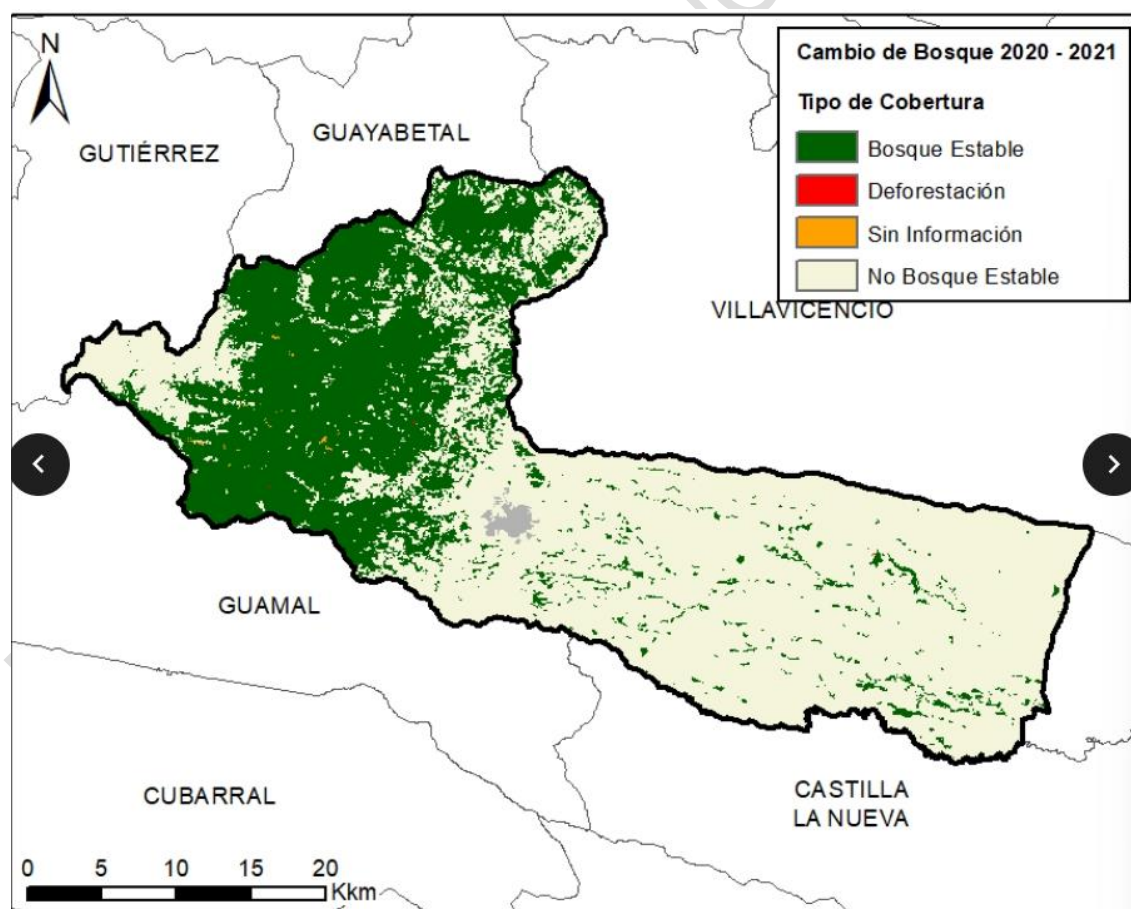 N
GUTIÉRREZ
GUAYABETAL
Cambio de Bosque 2020 - 2021
Tipo de Cobertura
Bosque Estable
Deforestación
Sin Información
No Bosque Estable
VILLAVICENCIO
GUAMAL
CUBARRAL
CASTILLA
LA NUEVA
0 5 10 15 20
Kkm